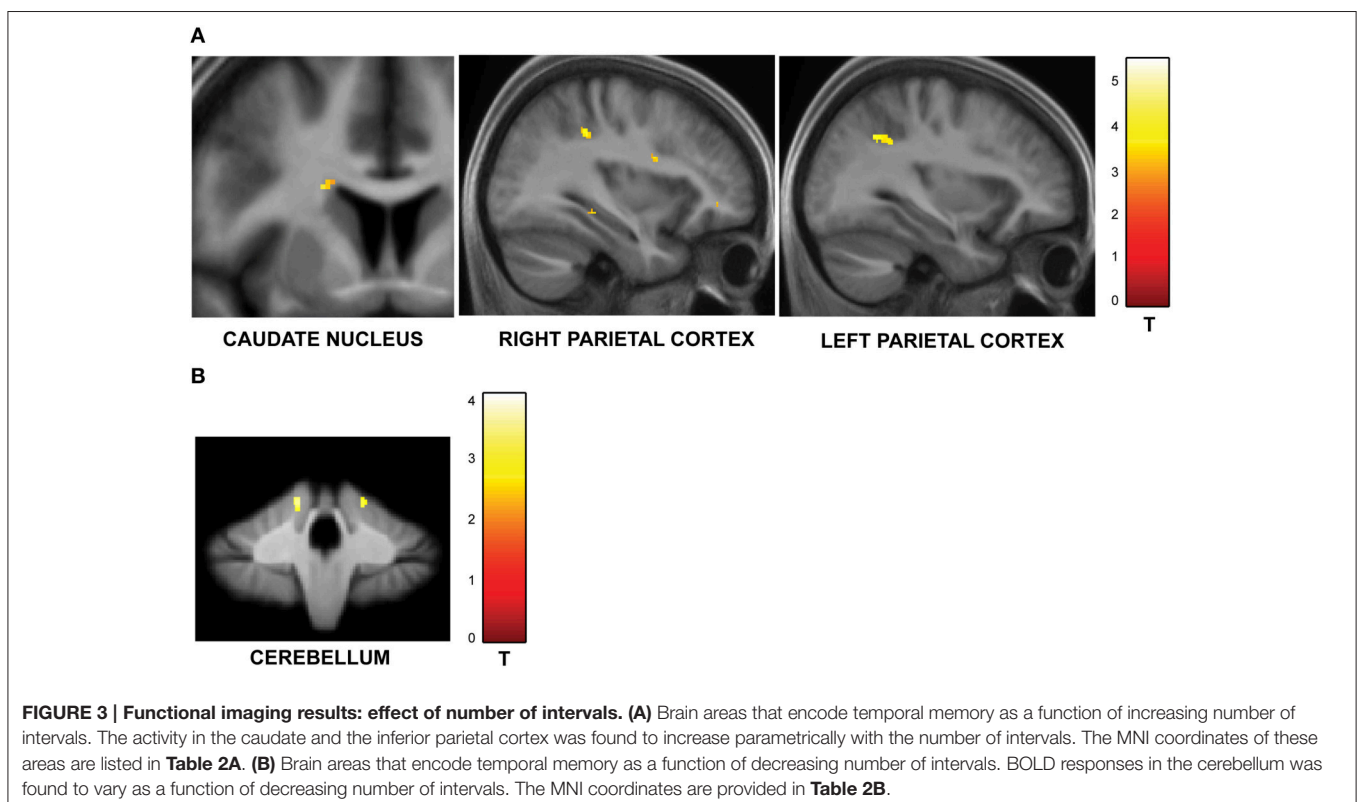 A
5
4
3
2
1
0
T
CAUDATE NUCLEUS
RIGHT PARIETAL CORTEX
LEFT PARIETAL CORTEX
B
4
3
2
1
0
T
CEREBELLUM
FIGURE 3 | Functional imaging results: effect of number of intervals. (A) Brain areas that encode temporal memory as a function of increasing number of
intervals. The activity in the caudate and the inferior parietal cortex was found to increase parametrically with the number of intervals. The MNI coordinates of these
areas are listed in Table 2A. (B) Brain areas that encode temporal memory as a function of decreasing number of intervals. BOLD responses in the cerebellum was
found to vary as a function of decreasing number of intervals. The MNI coordinates are provided in Table 2B.